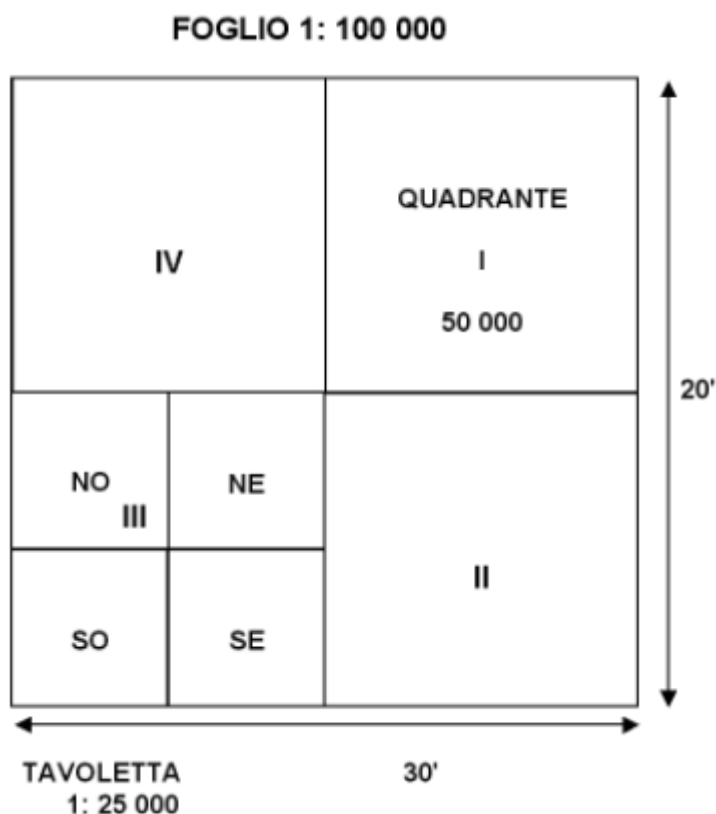 FOGLIO 1: 100 000
QUADRANTE
IV
I
50 000
20'
NO
NE
III
II
SO
SE
TAVOLETTA
30'
1: 25 000